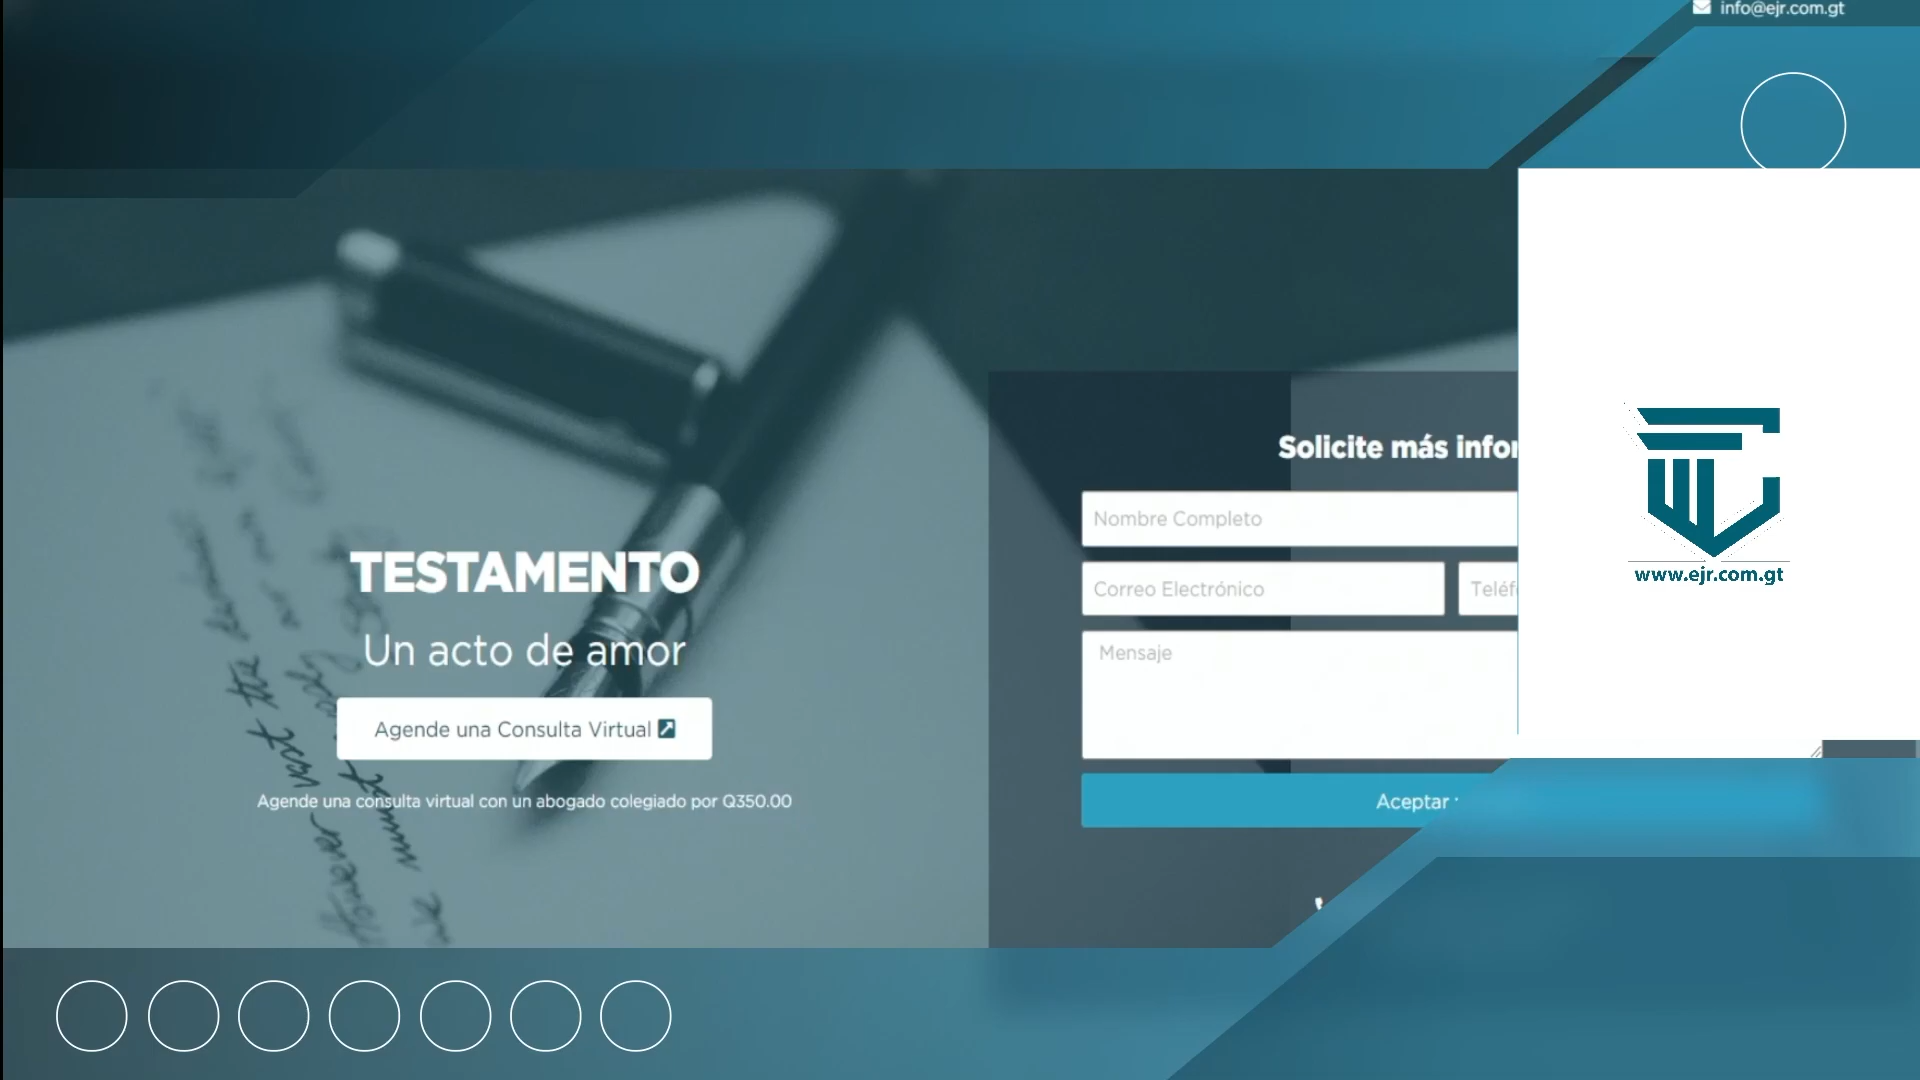 info@ejr.com.gt
TESTAMENTO
Un acto de amor
Agende una Consulta Virtual
Agende una consulta virtual con un abogado colegiado por Q350.00
Solicite más infor
Nombre Completo
Correo Electrónico
Teléf
Mensaje
Aceptar
www.ejr.com.gt